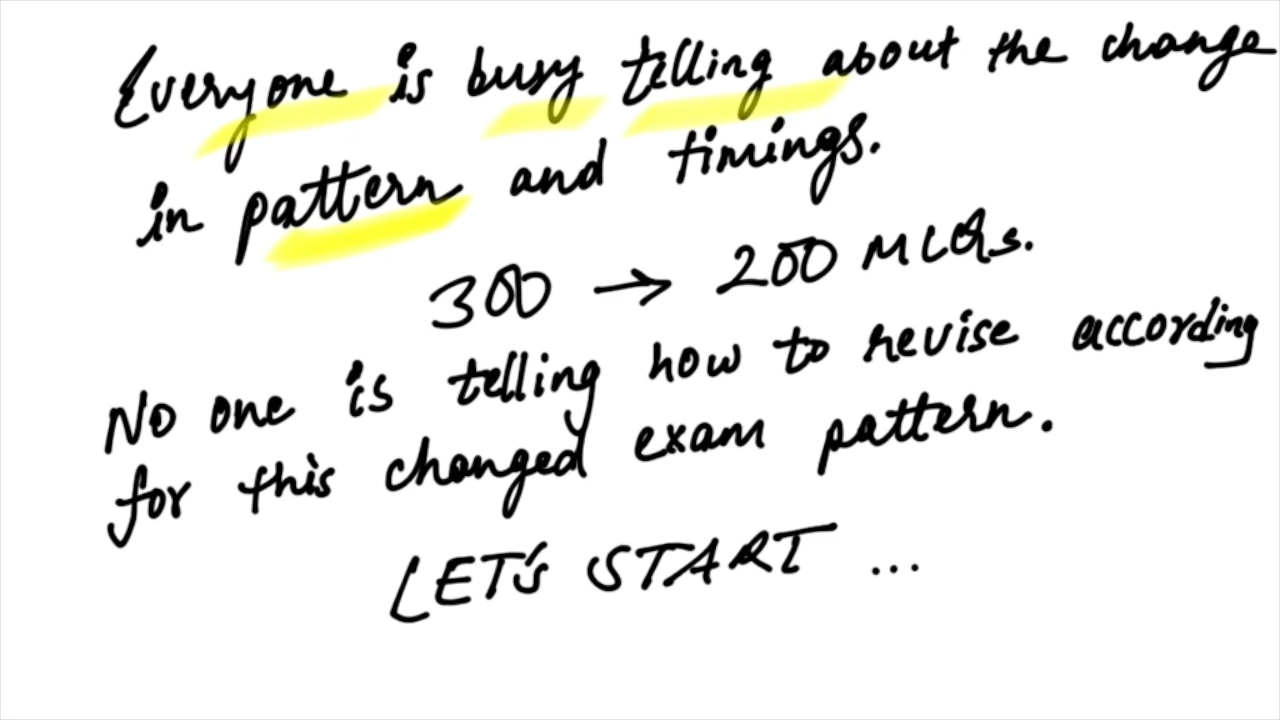 Everyone is busy telling about the change
in pattern and timings.
300 → 200 MCQs.
No one is telling how to revise according
for this changed exam pattern.
LET'S START ...